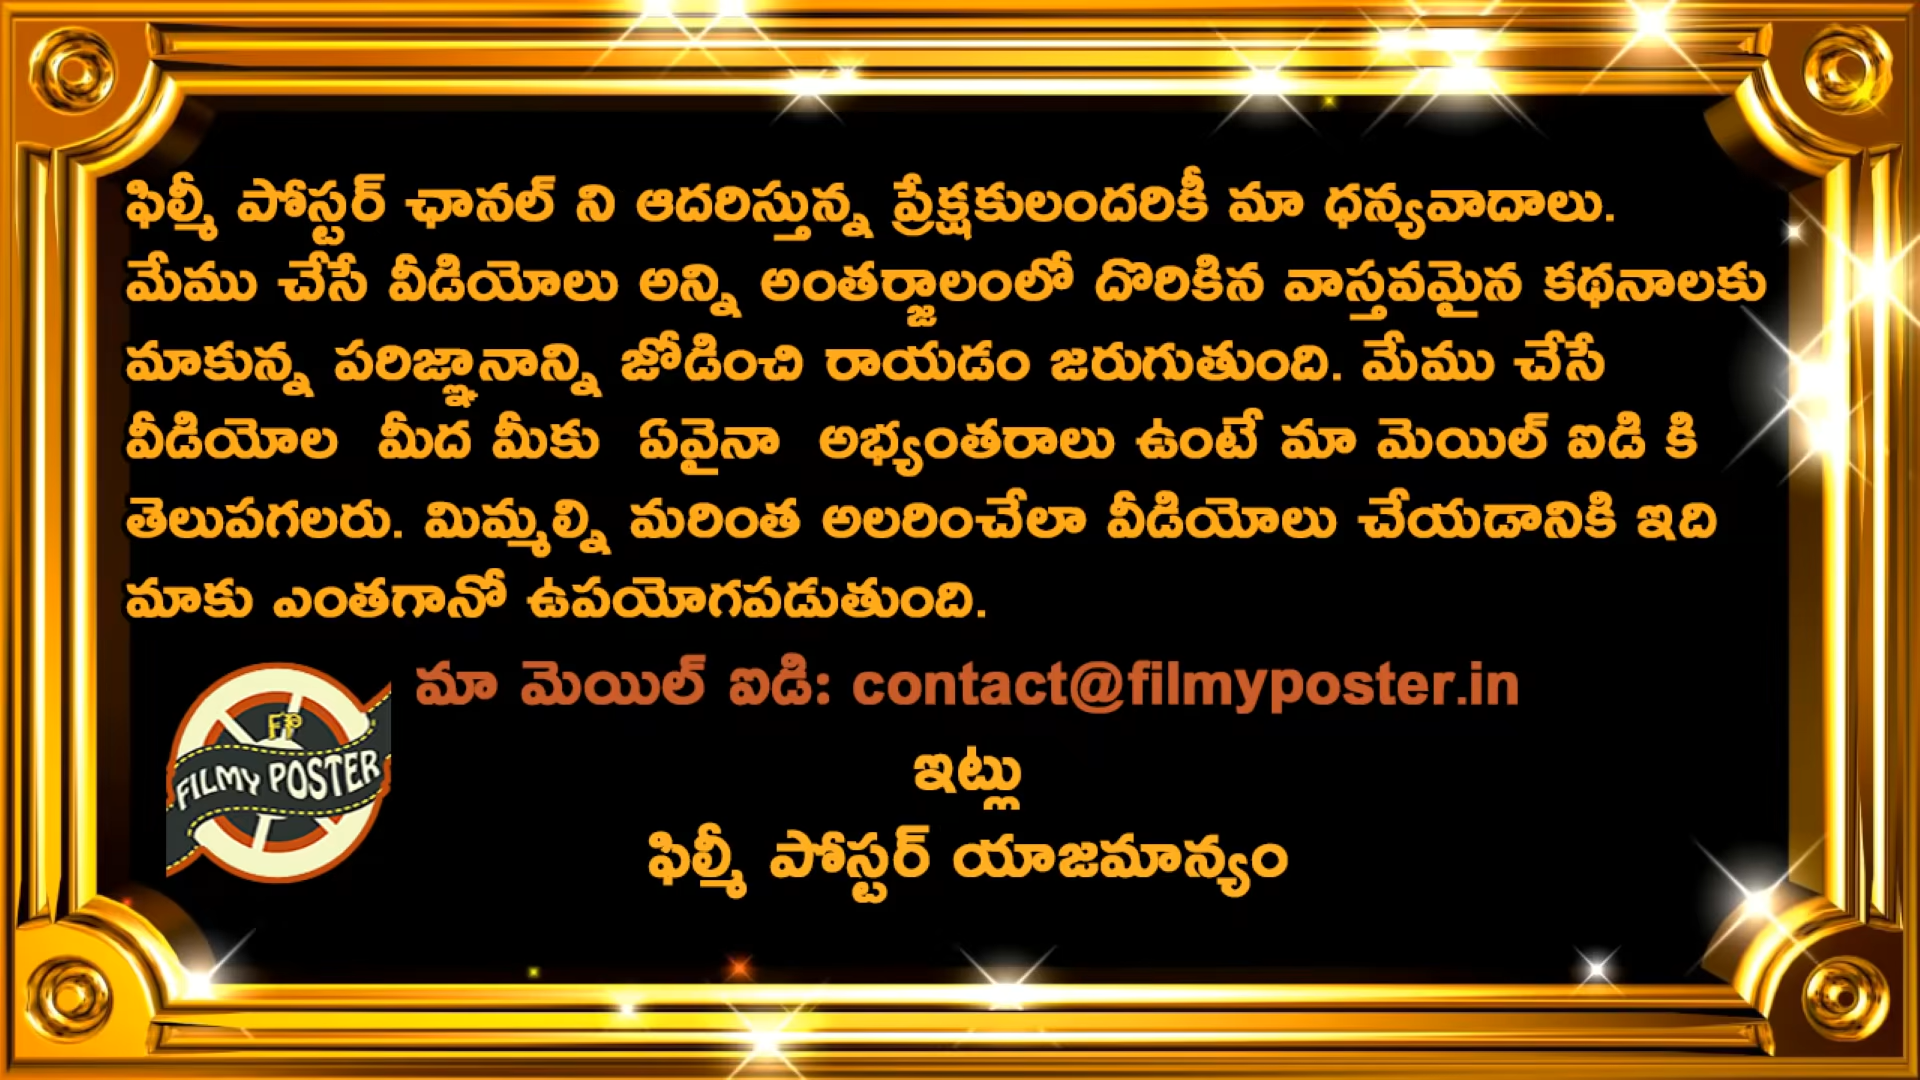 ఫిల్మీ పోస్టర్ ఛానల్ ని ఆదరిస్తున్న ప్రేక్షకులందరికీ మా ధన్యవాదాలు.
మేము చేసే వీడియోలు అన్ని అంతర్జాలంలో దొరికిన వాస్తవమైన కథనాలకు
మాకున్న పరిజ్ఞానాన్ని జోడించి రాయడం జరుగుతుంది. మేము చేసే
వీడియోల మీద మీకు ఏవైనా అభ్యంతరాలు ఉంటే మా మెయిల్ ఐడి కి
తెలుపగలరు. మిమ్మల్ని మరింత అలరించేలా వీడియోలు చేయడానికి ఇది
మాకు ఎంతగానో ఉపయోగపడుతుంది.
మా మెయిల్ ఐడి: contact@filmyposter.in
FP
FILMY POSTER
ఇట్లు
ఫిల్మీ పోస్టర్ యాజమాన్యం